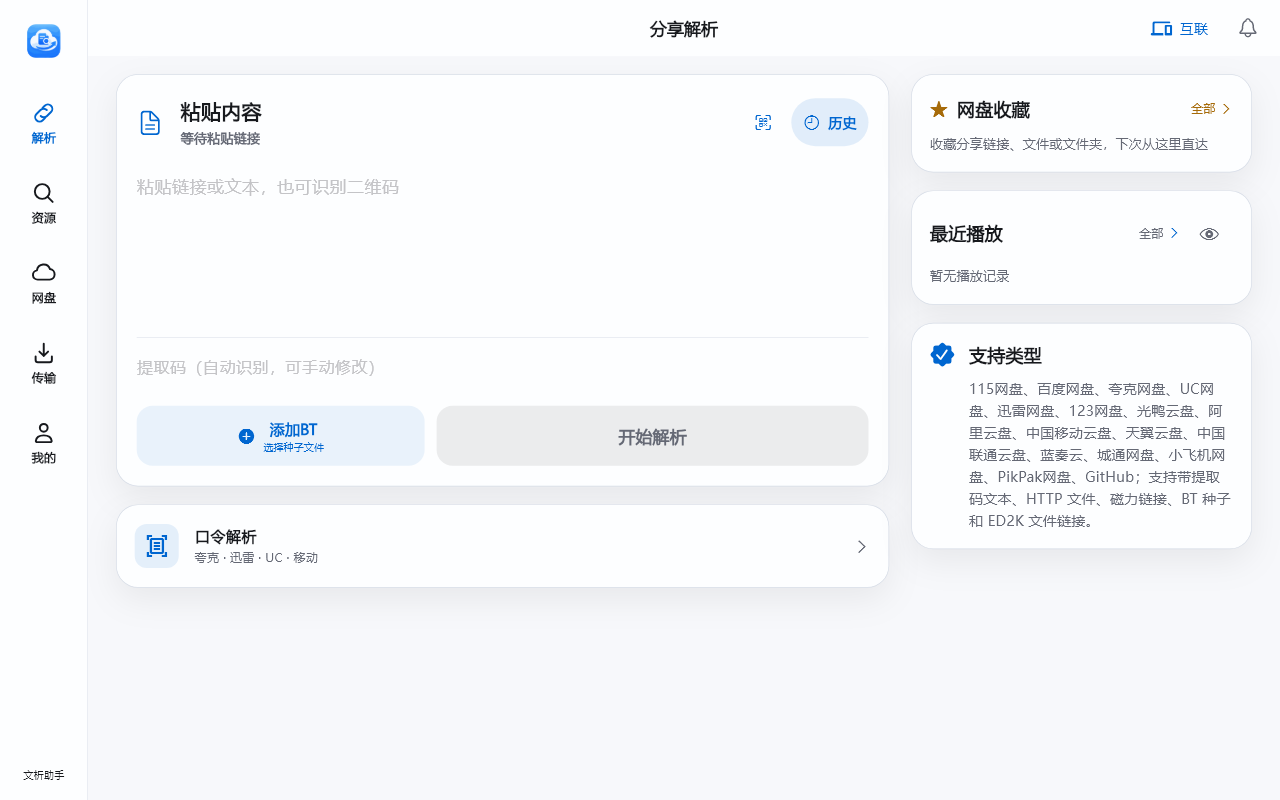 分享解析
互联
解析
资源
网盘
传输
我的
文析助手
粘贴内容
等待粘贴链接
历史
粘贴链接或文本，也可识别二维码
提取码（自动识别，可手动修改）
添加BT
选择种子文件
开始解析
口令解析
夸克 · 迅雷 · UC · 移动
网盘收藏
全部
收藏分享链接、文件或文件夹，下次从这里直达
最近播放
全部
暂无播放记录
支持类型
115网盘、百度网盘、夸克网盘、UC网
盘、迅雷网盘、123网盘、光鸭云盘、阿
里云盘、中国移动云盘、天翼云盘、中国
联通云盘、蓝奏云、城通网盘、小飞机网
盘、PikPak网盘、GitHub；支持带提取
码文本、HTTP 文件、磁力链接、BT 种子
和 ED2K 文件链接。